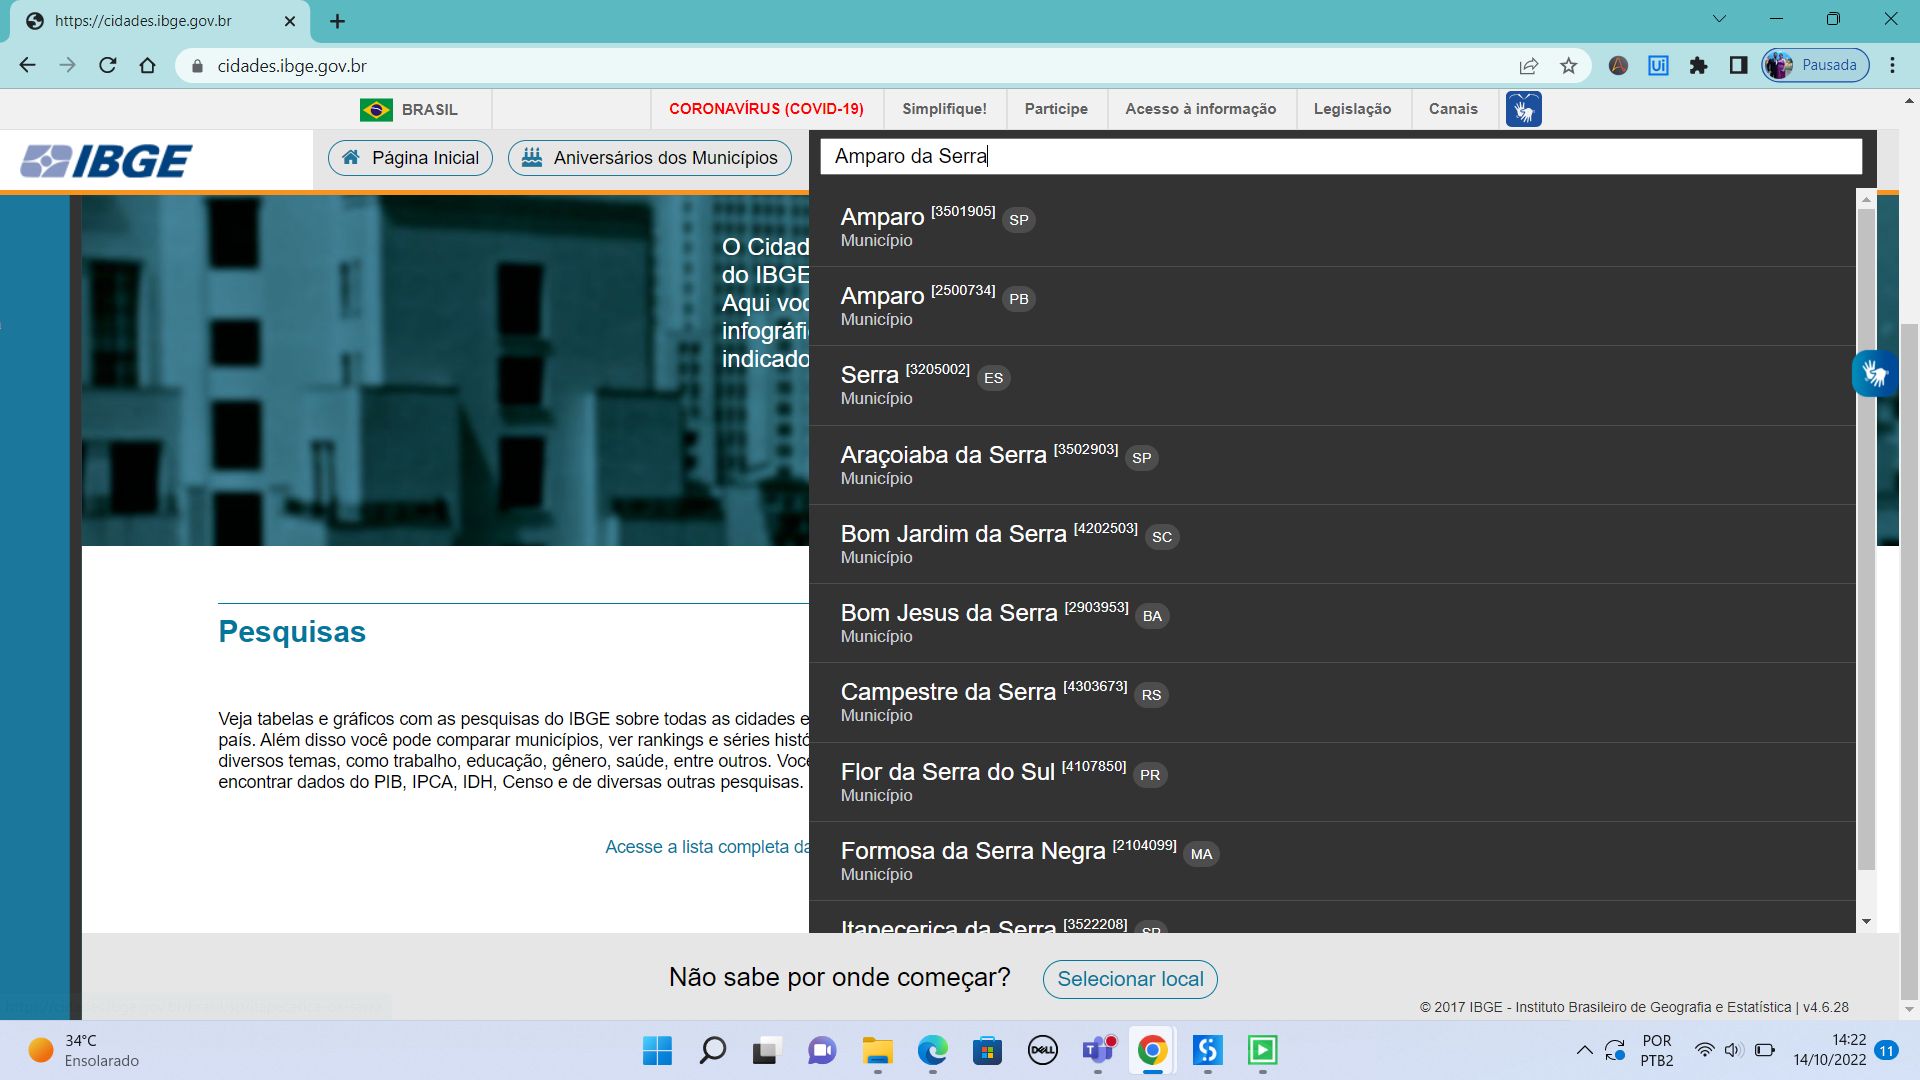 https://cidades.ibge.gov.br
cidades.ibge.gov.br
Pausada
BRASIL
CORONAVÍRUS (COVID-19)
Simplifique!
Participe
Acesso à informação
Legislação
Canais
IBGE
Página Inicial
Aniversários dos Municípios
Amparo da Serra
O Cidad
do IBGE
Aqui voc
infográfi
indicado
Amparo [3501905] SP
Município
Amparo [2500734] PB
Município
Serra [3205002] ES
Município
Araçoiaba da Serra [3502903] SP
Município
Bom Jardim da Serra [4202503] SC
Município
Bom Jesus da Serra [2903953] BA
Município
Campestre da Serra [4303673] RS
Município
Flor da Serra do Sul [4107850] PR
Município
Formosa da Serra Negra [2104099] MA
Município
Itapecerica da Serra [3522208] SP
Pesquisas
Veja tabelas e gráficos com as pesquisas do IBGE sobre todas as cidades e
país. Além disso você pode comparar municípios, ver rankings e séries histó
diversos temas, como trabalho, educação, gênero, saúde, entre outros. Você
encontrar dados do PIB, IPCA, IDH, Censo e de diversas outras pesquisas.
Acesse a lista completa da
Não sabe por onde começar?
Selecionar local
© 2017 IBGE - Instituto Brasileiro de Geografia e Estatística | v4.6.28
34°C
Ensolarado
DELL
POR
PTB2
14:22
14/10/2022
11